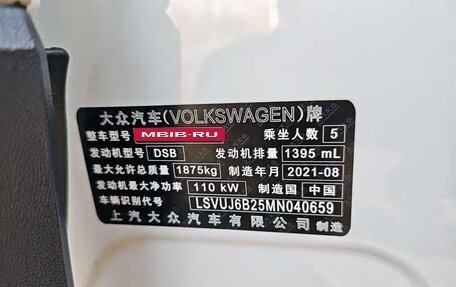 大众汽车(VOLKSWAGEN)牌
整车型号 MBIB-RU 乘坐人数 5
发动机型号 DSB 发动机排量 1395 mL
最大允许总质量 1875kg 制造年月 2021-08
发动机最大净功率 110 kW 制造国 中国
车辆识别代号 LSVUJ6B25MN040659
上汽大众汽车有限公司 制造